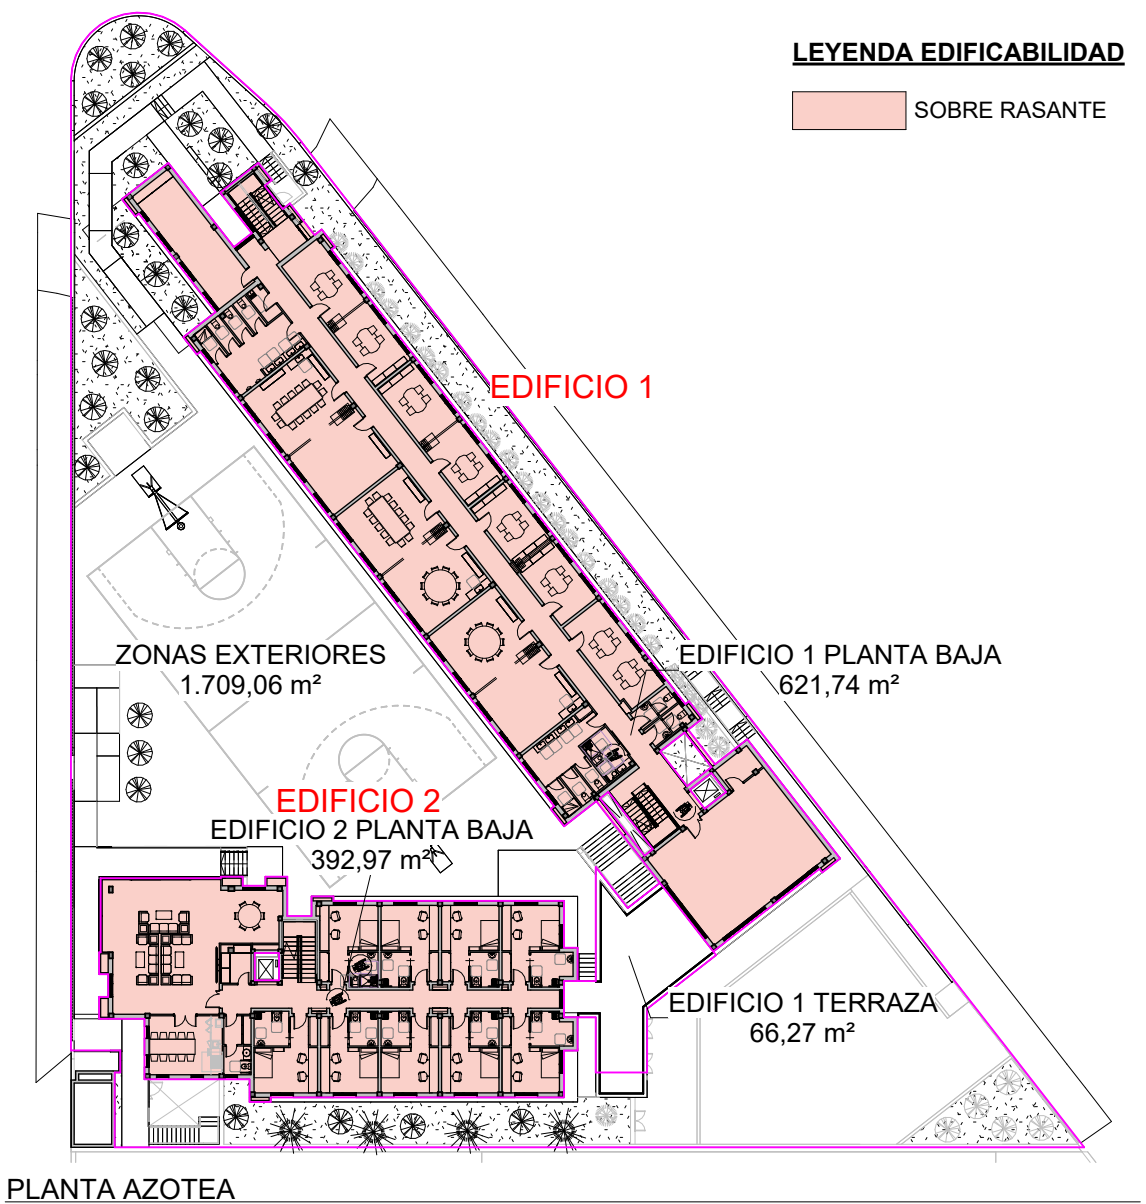 LEYENDA EDIFICABILIDAD
SOBRE RASANTE
EDIFICIO 1
ZONAS EXTERIORES
1.709,06 m²
EDIFICIO 1 PLANTA BAJA
621,74 m²
EDIFICIO 2
EDIFICIO 2 PLANTA BAJA
392,97 m²
EDIFICIO 1 TERRAZA
66,27 m²
PLANTA AZOTEA